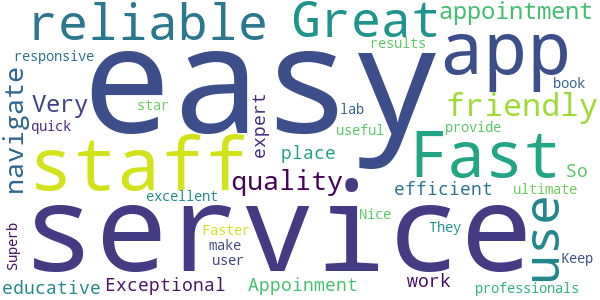 reliable
Great
appointment
responsive
easy
results
app
book
navigate
Very
star
quick
expert
lab
useful
friendly
provide
staff
Fast
place
So
quality
efficient
ultimate
excellent
service
use
Nice
Superb
Faster
make
user
They
Keep
educative
Exceptional
Appoinment
work
professionals